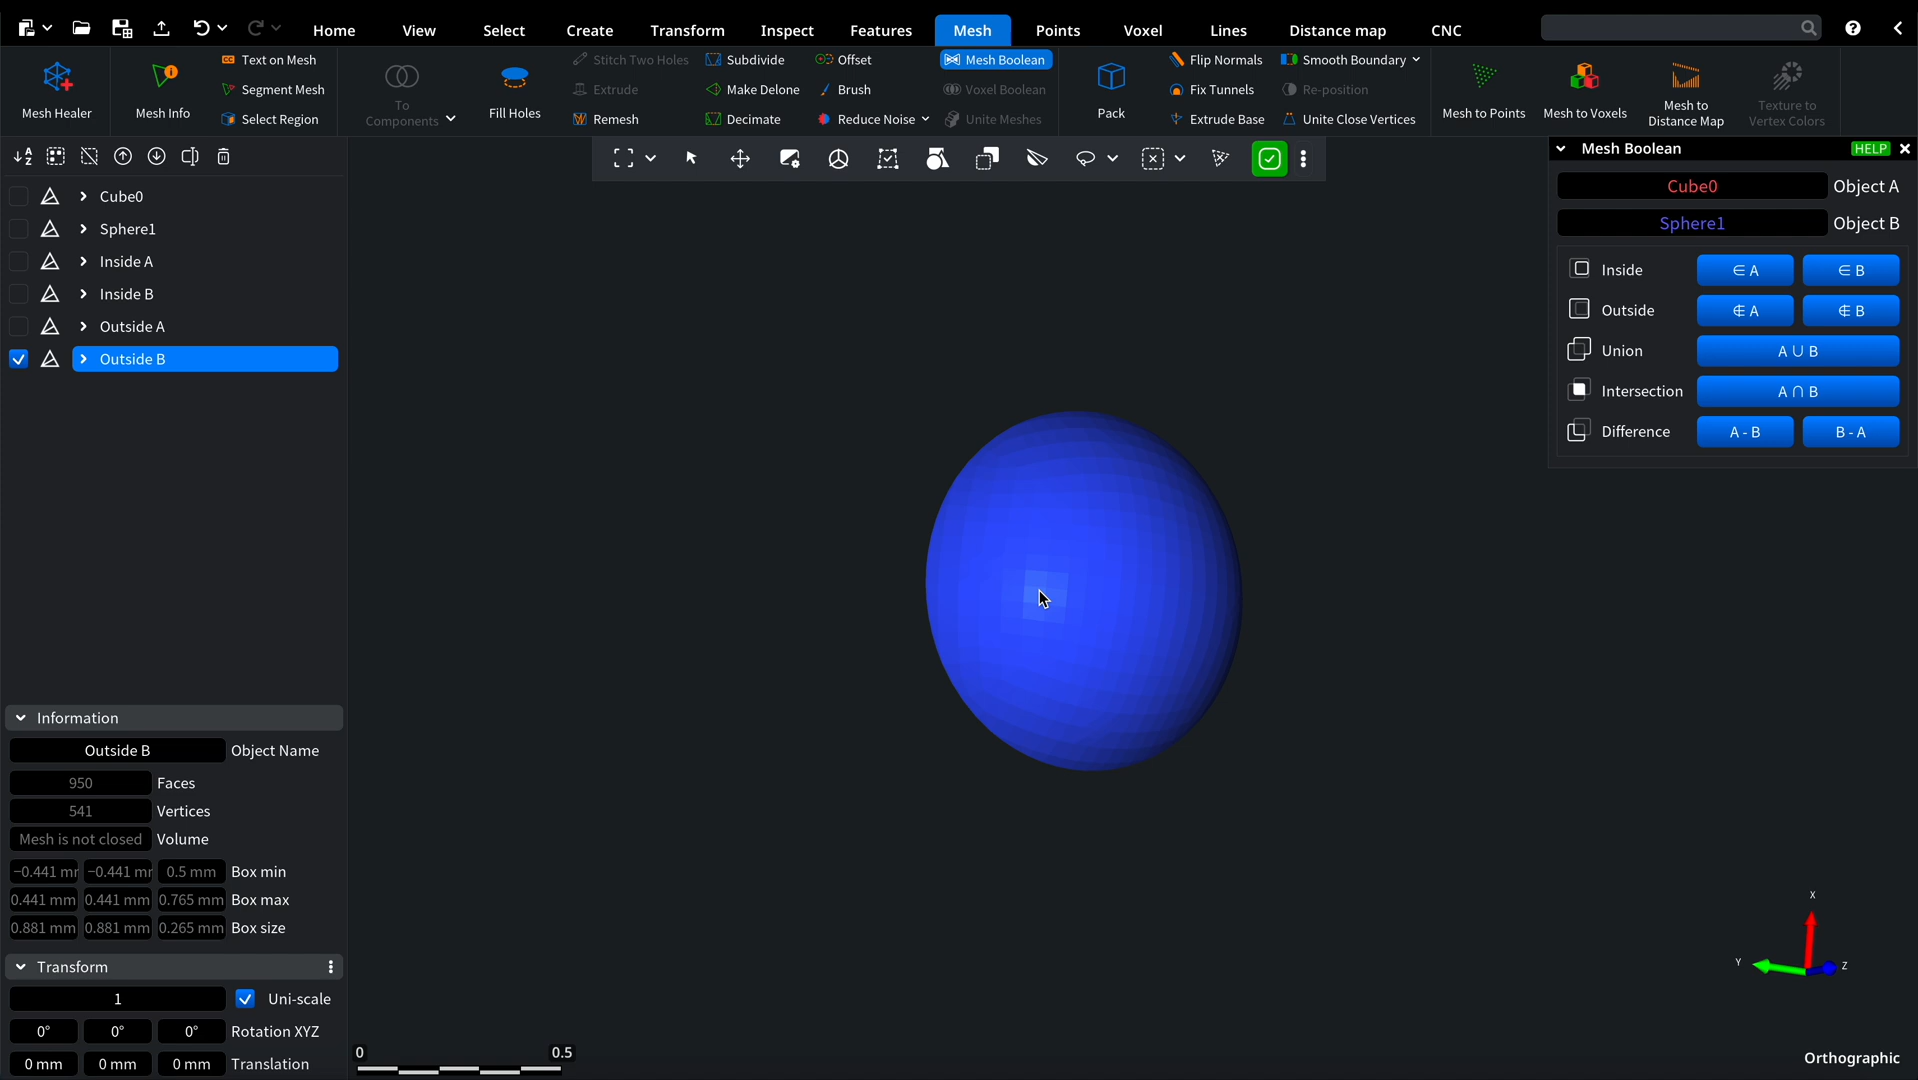 Home
View
Select
Create
Transform
Inspect
Features
Mesh
Points
Voxel
Lines
Distance map
CNC
Mesh Healer
Mesh Info
Text on Mesh
Segment Mesh
Select Region
To Components
Fill Holes
Stitch Two Holes
Extrude
Remesh
Subdivide
Make Delone
Decimate
Offset
Brush
Reduce Noise
Mesh Boolean
Voxel Boolean
Unite Meshes
Pack
Flip Normals
Fix Tunnels
Extrude Base
Smooth Boundary
Re-position
Unite Close Vertices
Mesh to Points
Mesh to Voxels
Mesh to Distance Map
Texture to Vertex Colors
Cube0
Sphere1
Inside A
Inside B
Outside A
Outside B
Mesh Boolean
HELP
Cube0 Object A
Sphere1 Object B
Inside ∈ A ∈ B
Outside ∉ A ∉ B
Union A ∪ B
Intersection A ∩ B
Difference A - B B - A
Information
Outside B Object Name
950 Faces
541 Vertices
Mesh is not closed Volume
−0.441 mr −0.441 mr 0.5 mm Box min
0.441 mm 0.441 mm 0.765 mm Box max
0.881 mm 0.881 mm 0.265 mm Box size
Transform
1 Uni-scale
0° 0° 0° Rotation XYZ
0 mm 0 mm 0 mm Translation
0 0.5
X
Y
Z
Orthographic